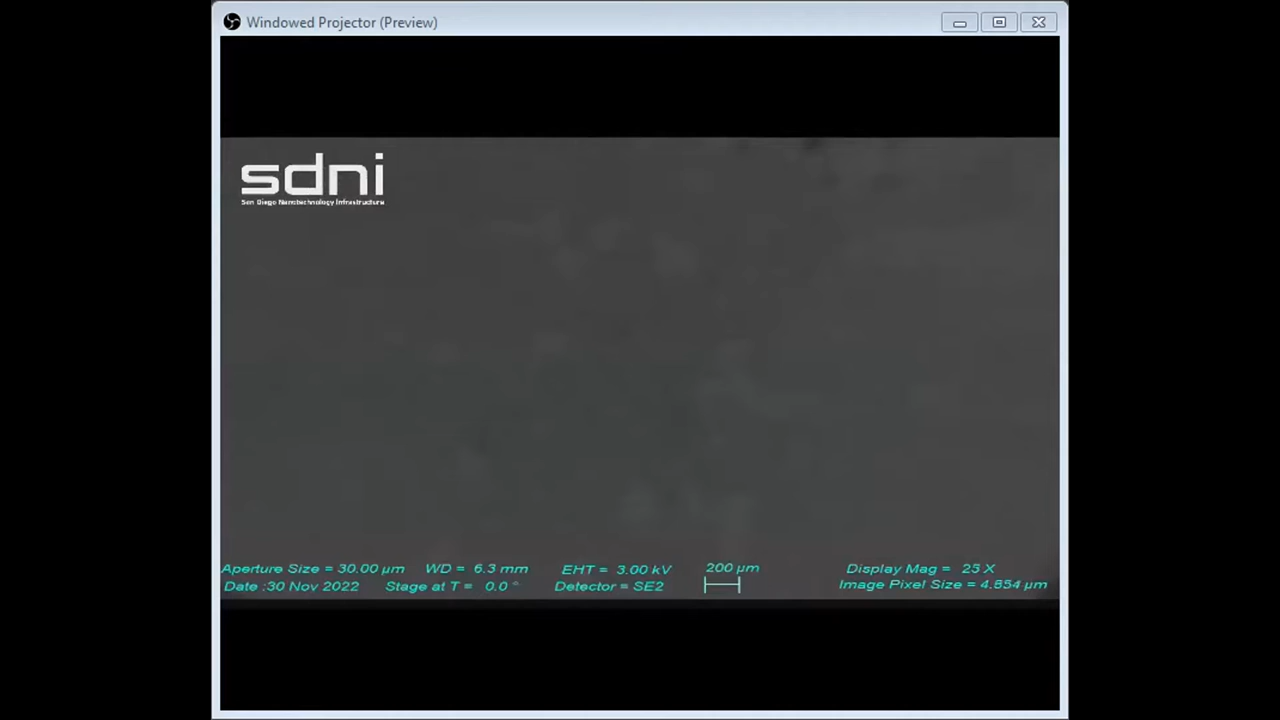 Windowed Projector (Preview)
sdni
San Diego Nanotechnology Infrastructure
Aperture Size = 30.00 µm WD = 6.3 mm EHT = 3.00 kV 200 µm Display Mag = 25 X
Date :30 Nov 2022 Stage at T = 0.0 ° Detector = SE2 Image Pixel Size = 4.854 µm